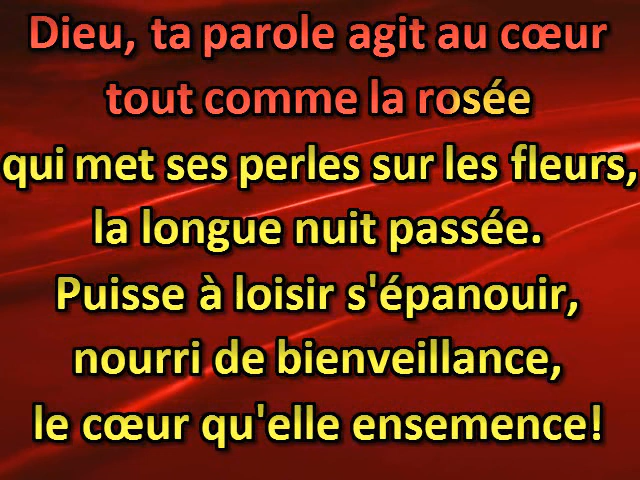 Dieu, ta parole agit au cœur
tout comme la rosée
qui met ses perles sur les fleurs,
la longue nuit passée.
Puisse à loisir s'épanouir,
nourri de bienveillance,
le cœur qu'elle ensemence!